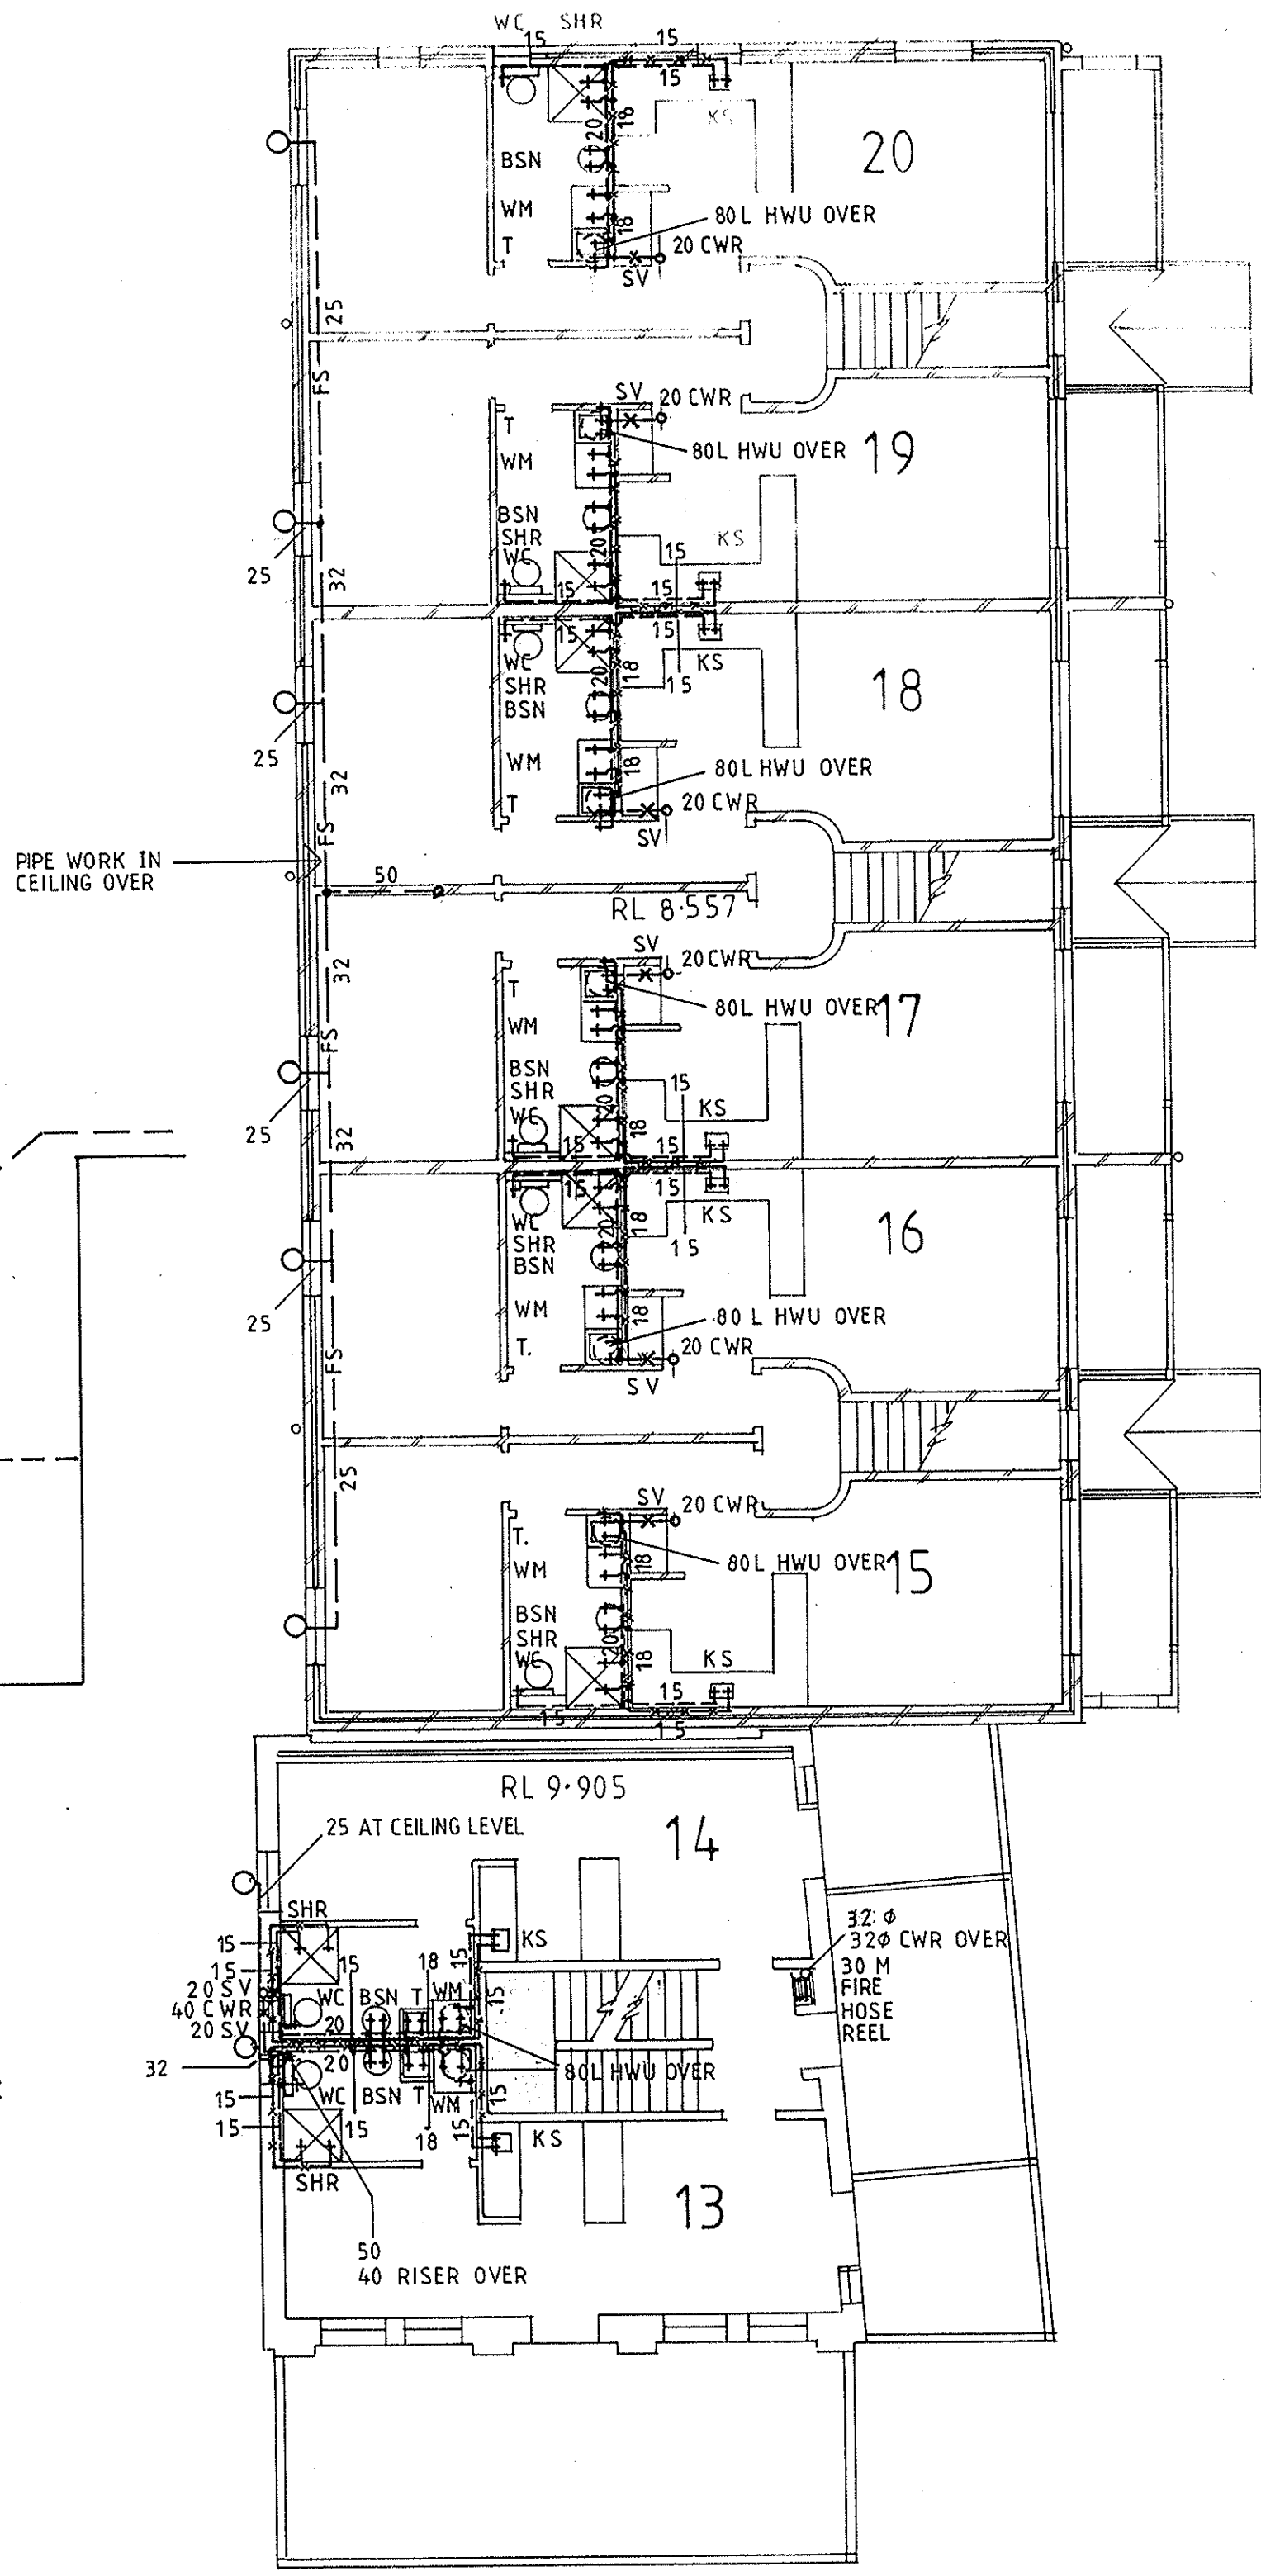 WC SHR
15 15
15
KS
20
20 18
BSN
WM
18
80L HWU OVER
T
20 CWR
SV
25
FS
SV
20 CWR
T
80L HWU OVER
19
WM
BSN
SHR
WC
20
KS
15
15
15
25
32
15
15
WC
SHR
BSN
20
18
KS
15
18
25
WM
18
80L HWU OVER
T
20 CWR
SV
32
FS
PIPE WORK IN
CEILING OVER
50
RL 8·557
SV
20 CWR
32
T
80L HWU OVER
17
WM
FS
BSN
SHR
WC
20
18
15
KS
25
32
15
15
15
15
WC
SHR
BSN
20
18
KS
15
16
WM
18
80 L HWU OVER
25
T.
20 CWR
SV
FS
25
SV
20 CWR
T.
80L HWU OVER
15
WM
18
BSN
SHR
WC
20
18
KS
15
15
15
RL 9·905
25 AT CEILING LEVEL
14
SHR
32·φ
32φ CWR OVER
30 M
FIRE
HOSE
REEL
KS
15
15
15
18
15
15
20 SV
40 CWR
20 SV
WC
BSN
T
WM
20
32
20
80L HWU OVER
WC
BSN
T
WM
15
15
15
18
15
15
KS
SHR
13
50
40 RISER OVER